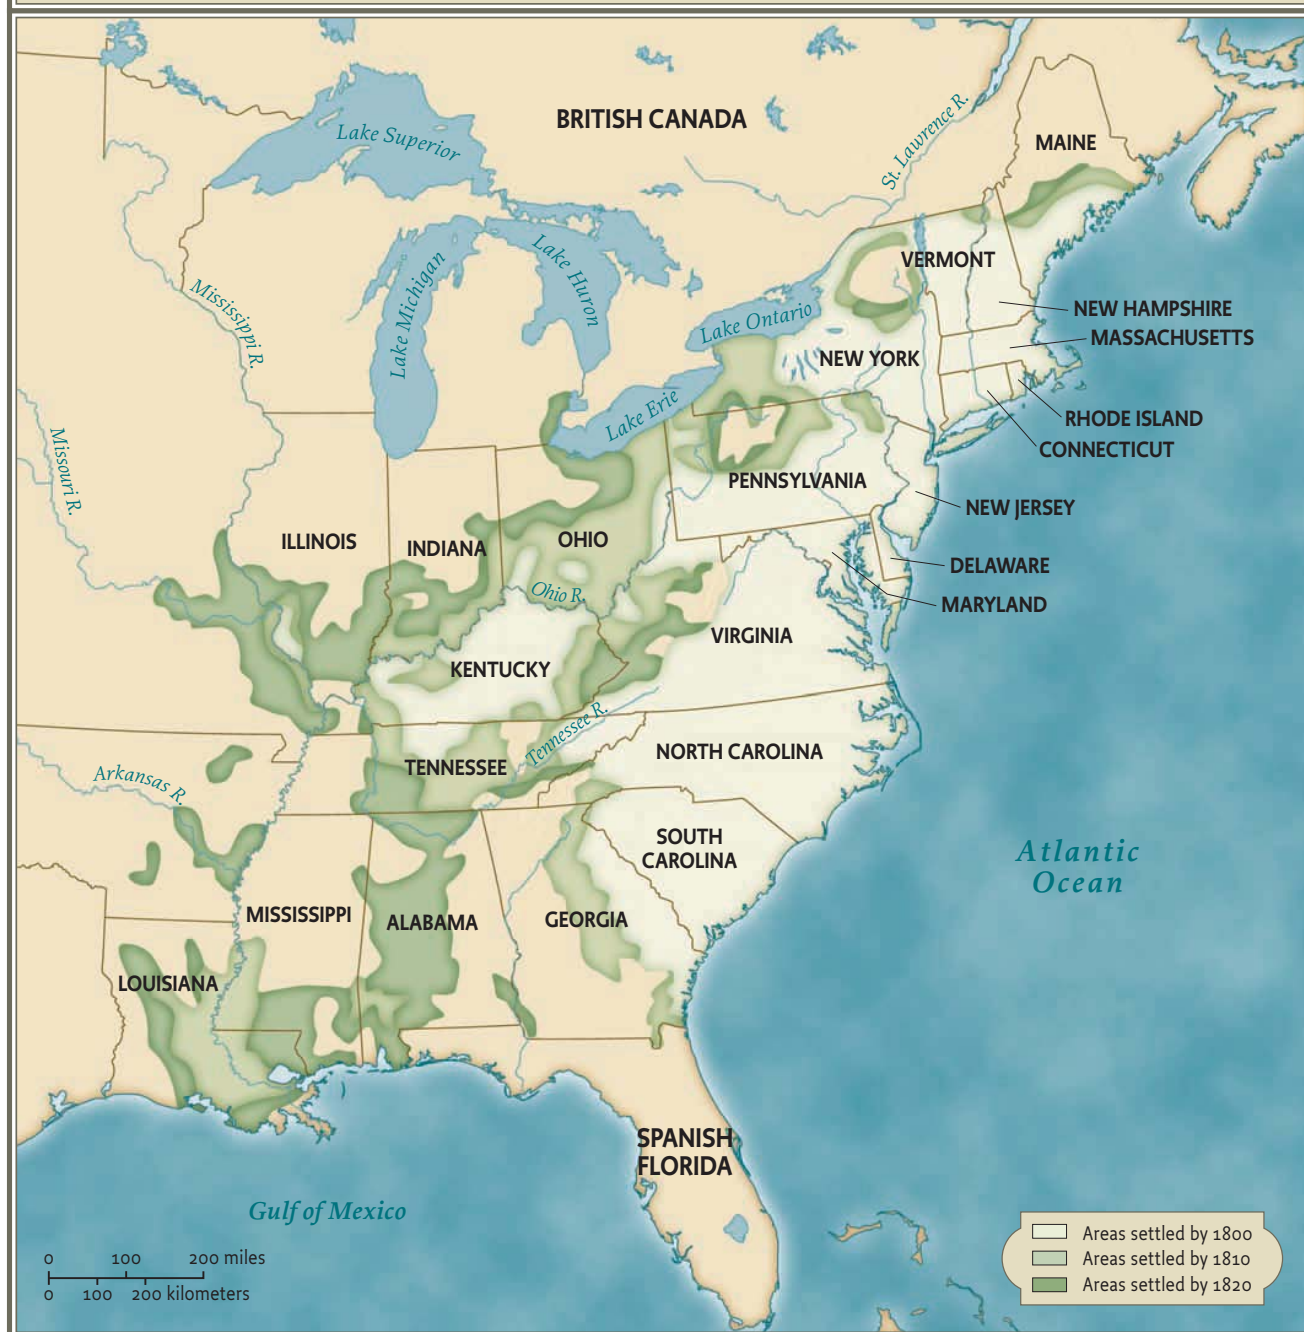 BRITISH CANADA
Lake Superior
St. Lawrence R.
MAINE
Lake Michigan
Lake Huron
VERMONT
Mississippi R.
Lake Ontario
NEW HAMPSHIRE
MASSACHUSETTS
NEW YORK
Lake Erie
RHODE ISLAND
CONNECTICUT
Missouri R.
PENNSYLVANIA
NEW JERSEY
ILLINOIS
INDIANA
OHIO
DELAWARE
Ohio R.
MARYLAND
VIRGINIA
KENTUCKY
Tennessee R.
NORTH CAROLINA
TENNESSEE
Arkansas R.
SOUTH
CAROLINA
Atlantic
Ocean
MISSISSIPPI
ALABAMA
GEORGIA
LOUISIANA
SPANISH
FLORIDA
Gulf of Mexico
0 100 200 miles
0 100 200 kilometers
Areas settled by 1800
Areas settled by 1810
Areas settled by 1820